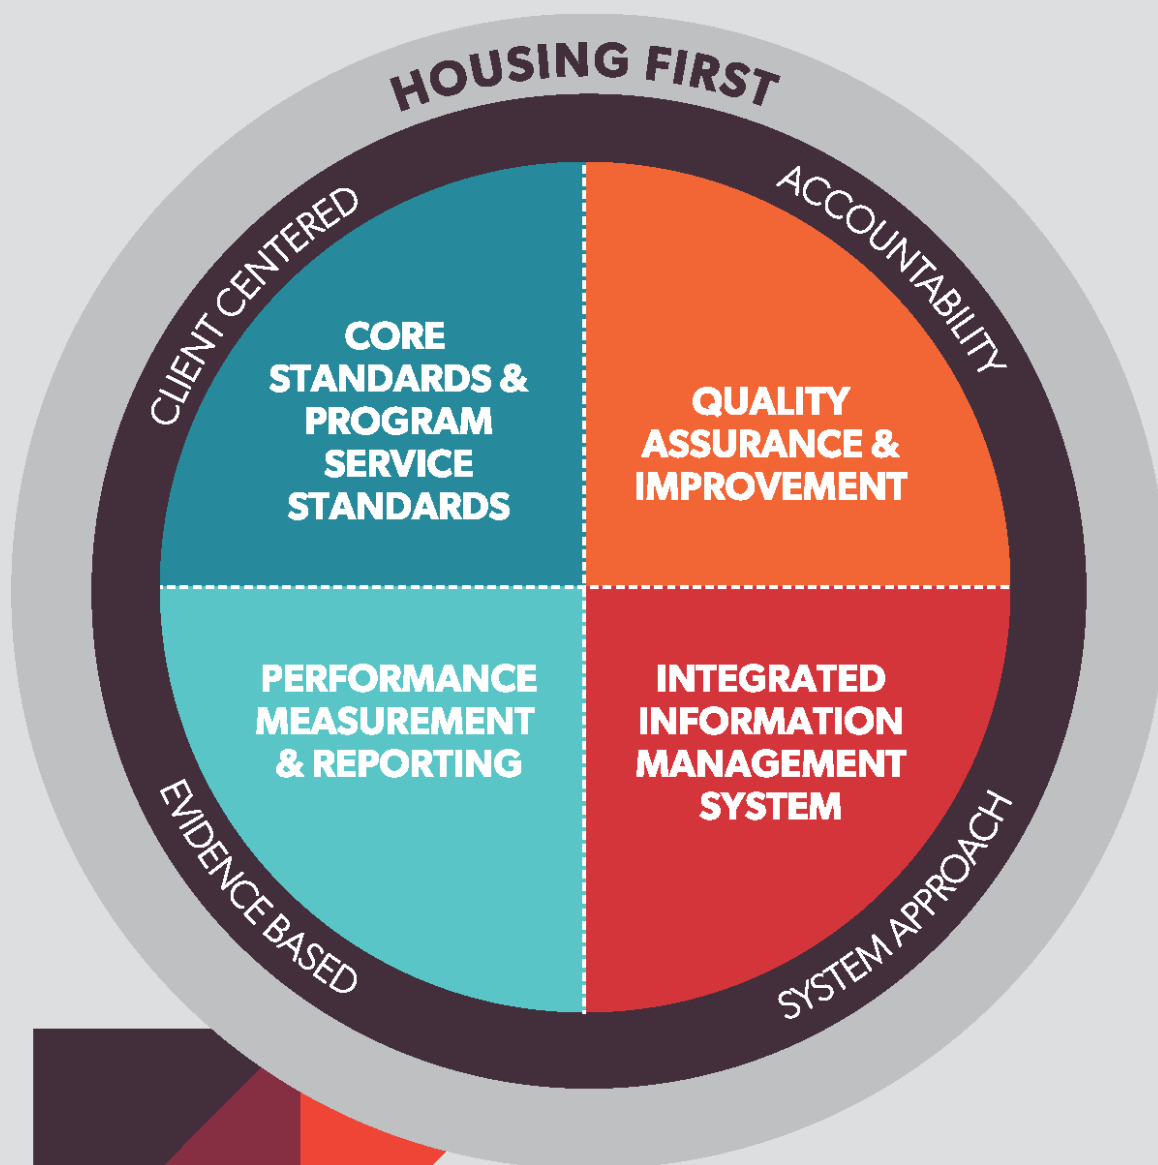 HOUSING FIRST
CLIENT CENTERED
ACCOUNTABILITY
CORE
STANDARDS &
PROGRAM
SERVICE
STANDARDS
QUALITY
ASSURANCE &
IMPROVEMENT
PERFORMANCE
MEASUREMENT
& REPORTING
INTEGRATED
INFORMATION
MANAGEMENT
SYSTEM
EVIDENCE BASED
SYSTEM APPROACH